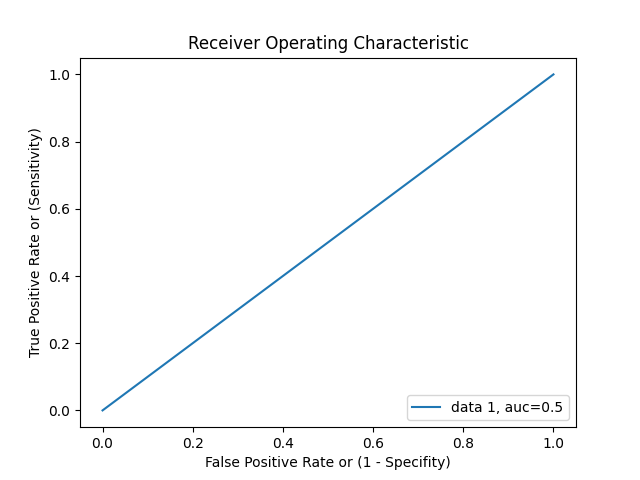 Receiver Operating Characteristic
True Positive Rate or (Sensitivity)
1.0
0.8
0.6
0.4
0.2
0.0
data 1, auc=0.5
0.0 0.2 0.4 0.6 0.8 1.0
False Positive Rate or (1 - Specifity)